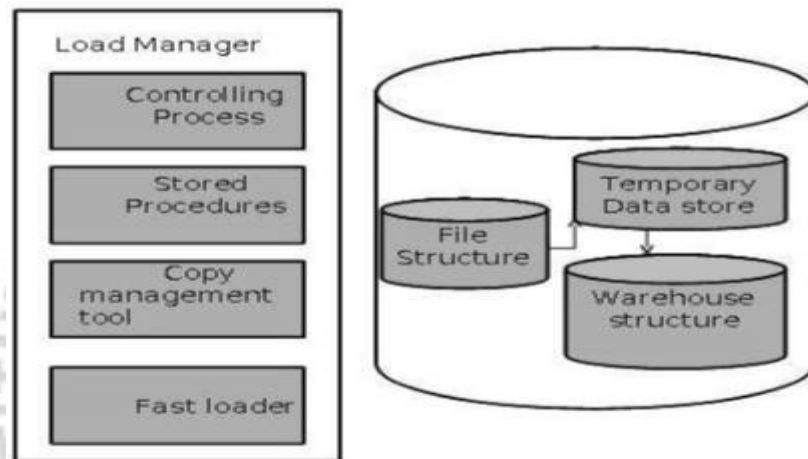 Load Manager
Controlling
Process
Stored
Procedures
Copy
management
tool
Fast loader
File
Structure
Temporary
Data store
Warehouse
structure